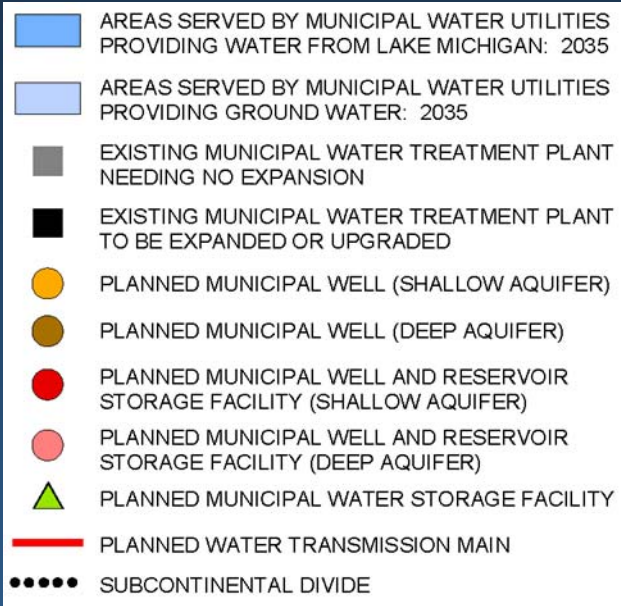 AREAS SERVED BY MUNICIPAL WATER UTILITIES
PROVIDING WATER FROM LAKE MICHIGAN: 2035
AREAS SERVED BY MUNICIPAL WATER UTILITIES
PROVIDING GROUND WATER: 2035
EXISTING MUNICIPAL WATER TREATMENT PLANT
NEEDING NO EXPANSION
EXISTING MUNICIPAL WATER TREATMENT PLANT
TO BE EXPANDED OR UPGRADED
PLANNED MUNICIPAL WELL (SHALLOW AQUIFER)
PLANNED MUNICIPAL WELL (DEEP AQUIFER)
PLANNED MUNICIPAL WELL AND RESERVOIR
STORAGE FACILITY (SHALLOW AQUIFER)
PLANNED MUNICIPAL WELL AND RESERVOIR
STORAGE FACILITY (DEEP AQUIFER)
PLANNED MUNICIPAL WATER STORAGE FACILITY
PLANNED WATER TRANSMISSION MAIN
SUBCONTINENTAL DIVIDE